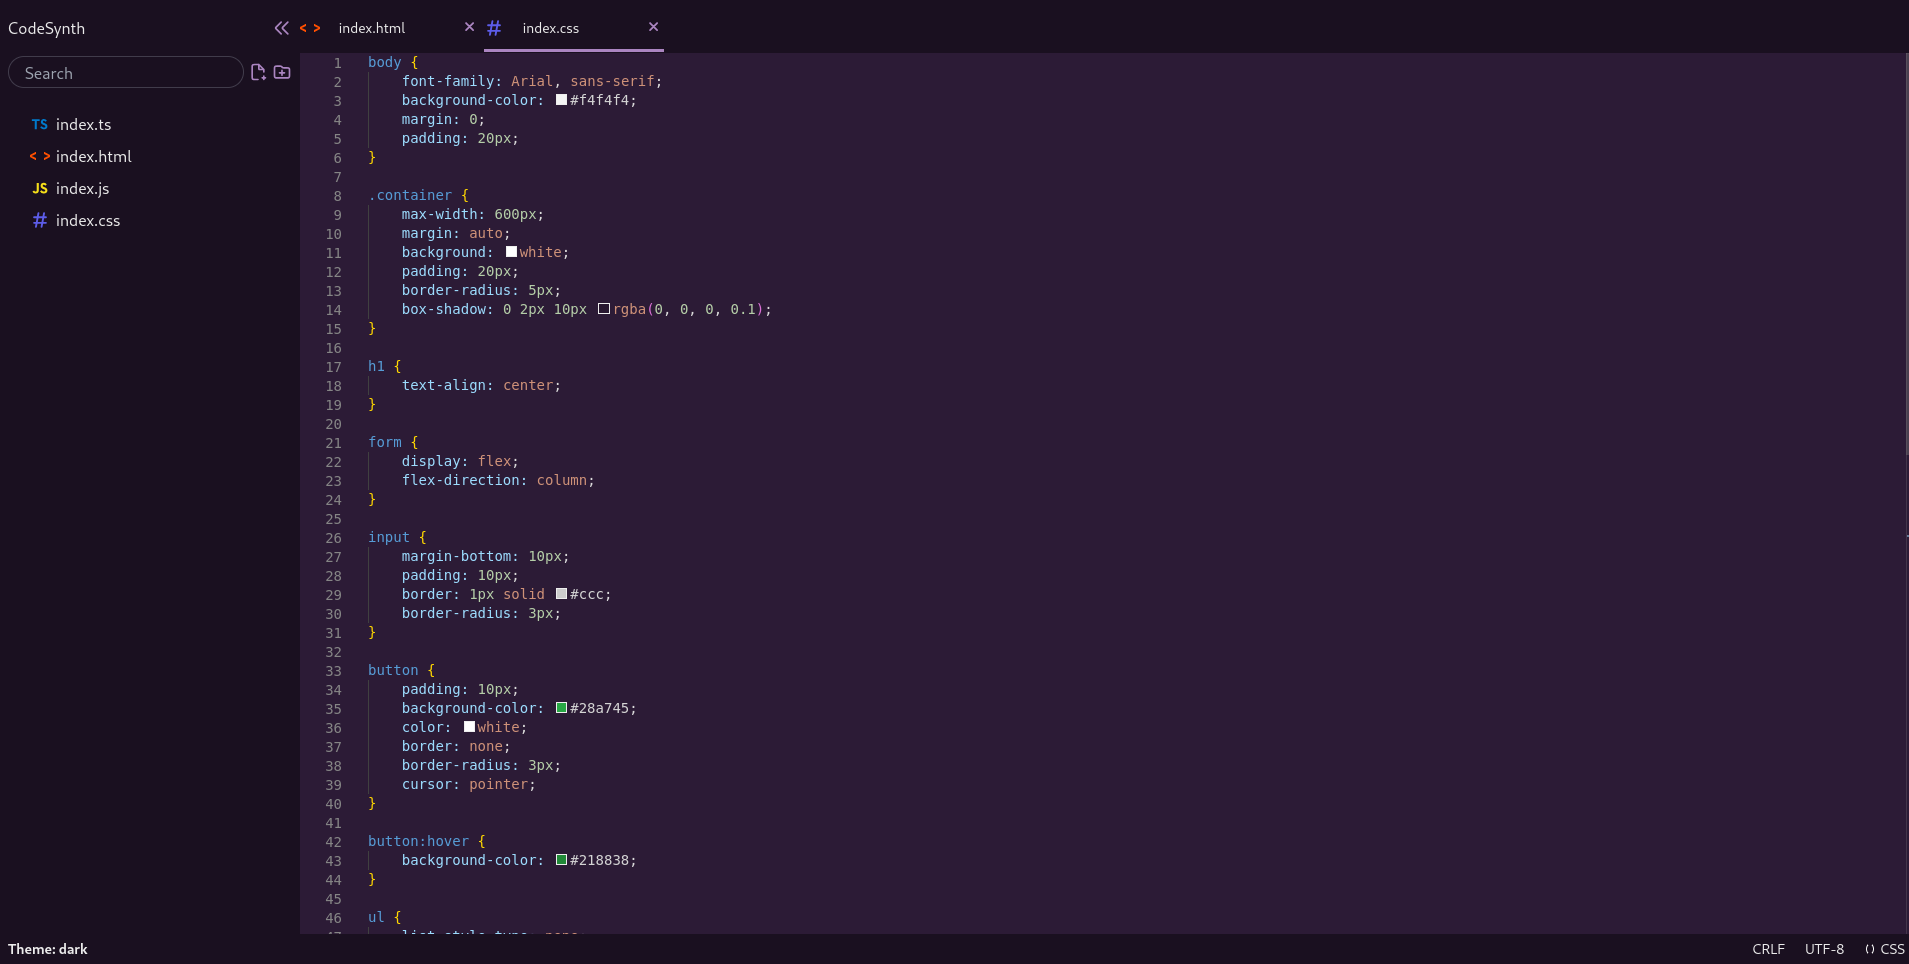 CodeSynth
index.html
index.css
Search
TS index.ts
< > index.html
JS index.js
# index.css
1 body {
2     font-family: Arial, sans-serif;
3     background-color: #f4f4f4;
4     margin: 0;
5     padding: 20px;
6 }
7
8 .container {
9     max-width: 600px;
10     margin: auto;
11     background: white;
12     padding: 20px;
13     border-radius: 5px;
14     box-shadow: 0 2px 10px rgba(0, 0, 0, 0.1);
15 }
16
17 h1 {
18     text-align: center;
19 }
20
21 form {
22     display: flex;
23     flex-direction: column;
24 }
25
26 input {
27     margin-bottom: 10px;
28     padding: 10px;
29     border: 1px solid #ccc;
30     border-radius: 3px;
31 }
32
33 button {
34     padding: 10px;
35     background-color: #28a745;
36     color: white;
37     border: none;
38     border-radius: 3px;
39     cursor: pointer;
40 }
41
42 button:hover {
43     background-color: #218838;
44 }
45
46 ul {
47     list-style-type: none;
Theme: dark
CRLF UTF-8 () CSS